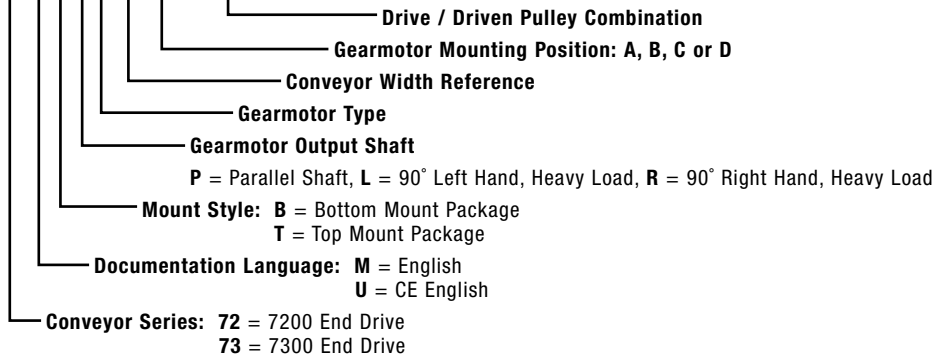 Drive / Driven Pulley Combination
Gearmotor Mounting Position: A, B, C or D
Conveyor Width Reference
Gearmotor Type
Gearmotor Output Shaft
P = Parallel Shaft, L = 90˚ Left Hand, Heavy Load, R = 90˚ Right Hand, Heavy Load
Mount Style: B = Bottom Mount Package
T = Top Mount Package
Documentation Language: M = English
U = CE English
Conveyor Series: 72 = 7200 End Drive
73 = 7300 End Drive